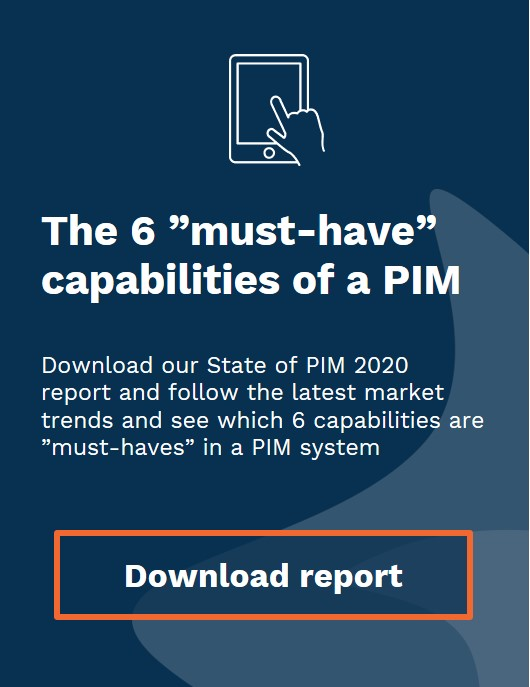 The 6 ”must-have”
capabilities of a PIM
Download our State of PIM 2020
report and follow the latest market
trends and see which 6 capabilities are
”must-haves” in a PIM system
Download report